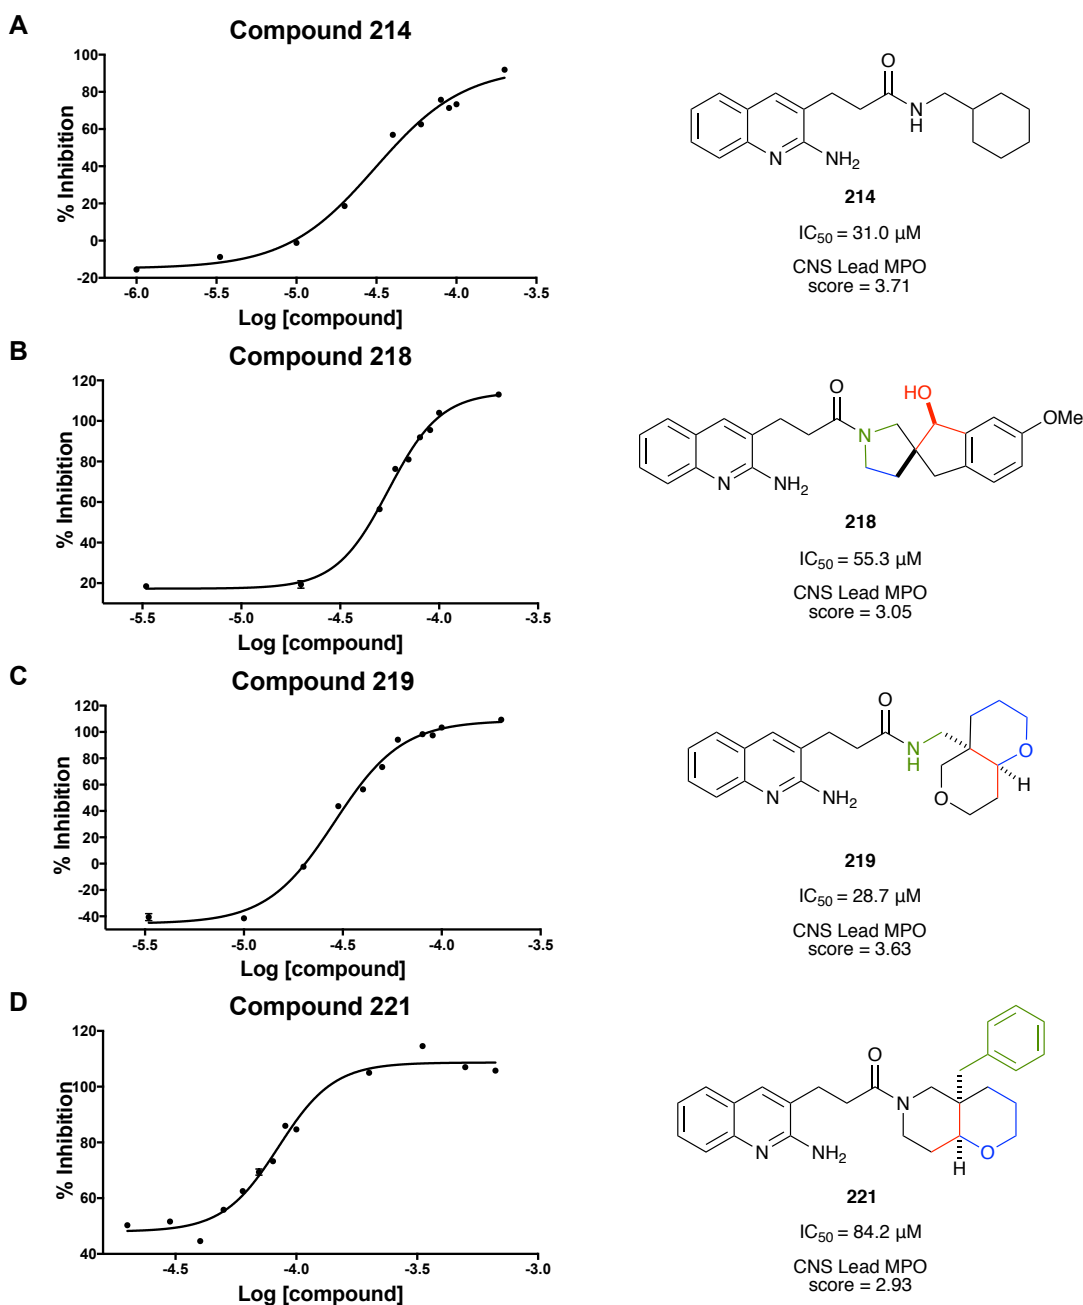 A
Compound 214
% Inhibition
100
80
60
40
20
0
-20
-6.0 -5.5 -5.0 -4.5 -4.0 -3.5
Log [compound]
O
N
H
N
NH2
214
IC50 = 31.0 µM
CNS Lead MPO
score = 3.71
B
Compound 218
% Inhibition
120
100
80
60
40
20
-5.5 -5.0 -4.5 -4.0 -3.5
Log [compound]
HO
O
OMe
N
N
NH2
218
IC50 = 55.3 µM
CNS Lead MPO
score = 3.05
C
Compound 219
% Inhibition
120
100
80
60
40
20
0
-20
-40
-5.5 -5.0 -4.5 -4.0 -3.5
Log [compound]
O
N
H
O
H
O
N
NH2
219
IC50 = 28.7 µM
CNS Lead MPO
score = 3.63
D
Compound 221
% Inhibition
120
100
80
60
40
-4.5 -4.0 -3.5 -3.0
Log [compound]
O
N
N
NH2
O
H
221
IC50 = 84.2 µM
CNS Lead MPO
score = 2.93